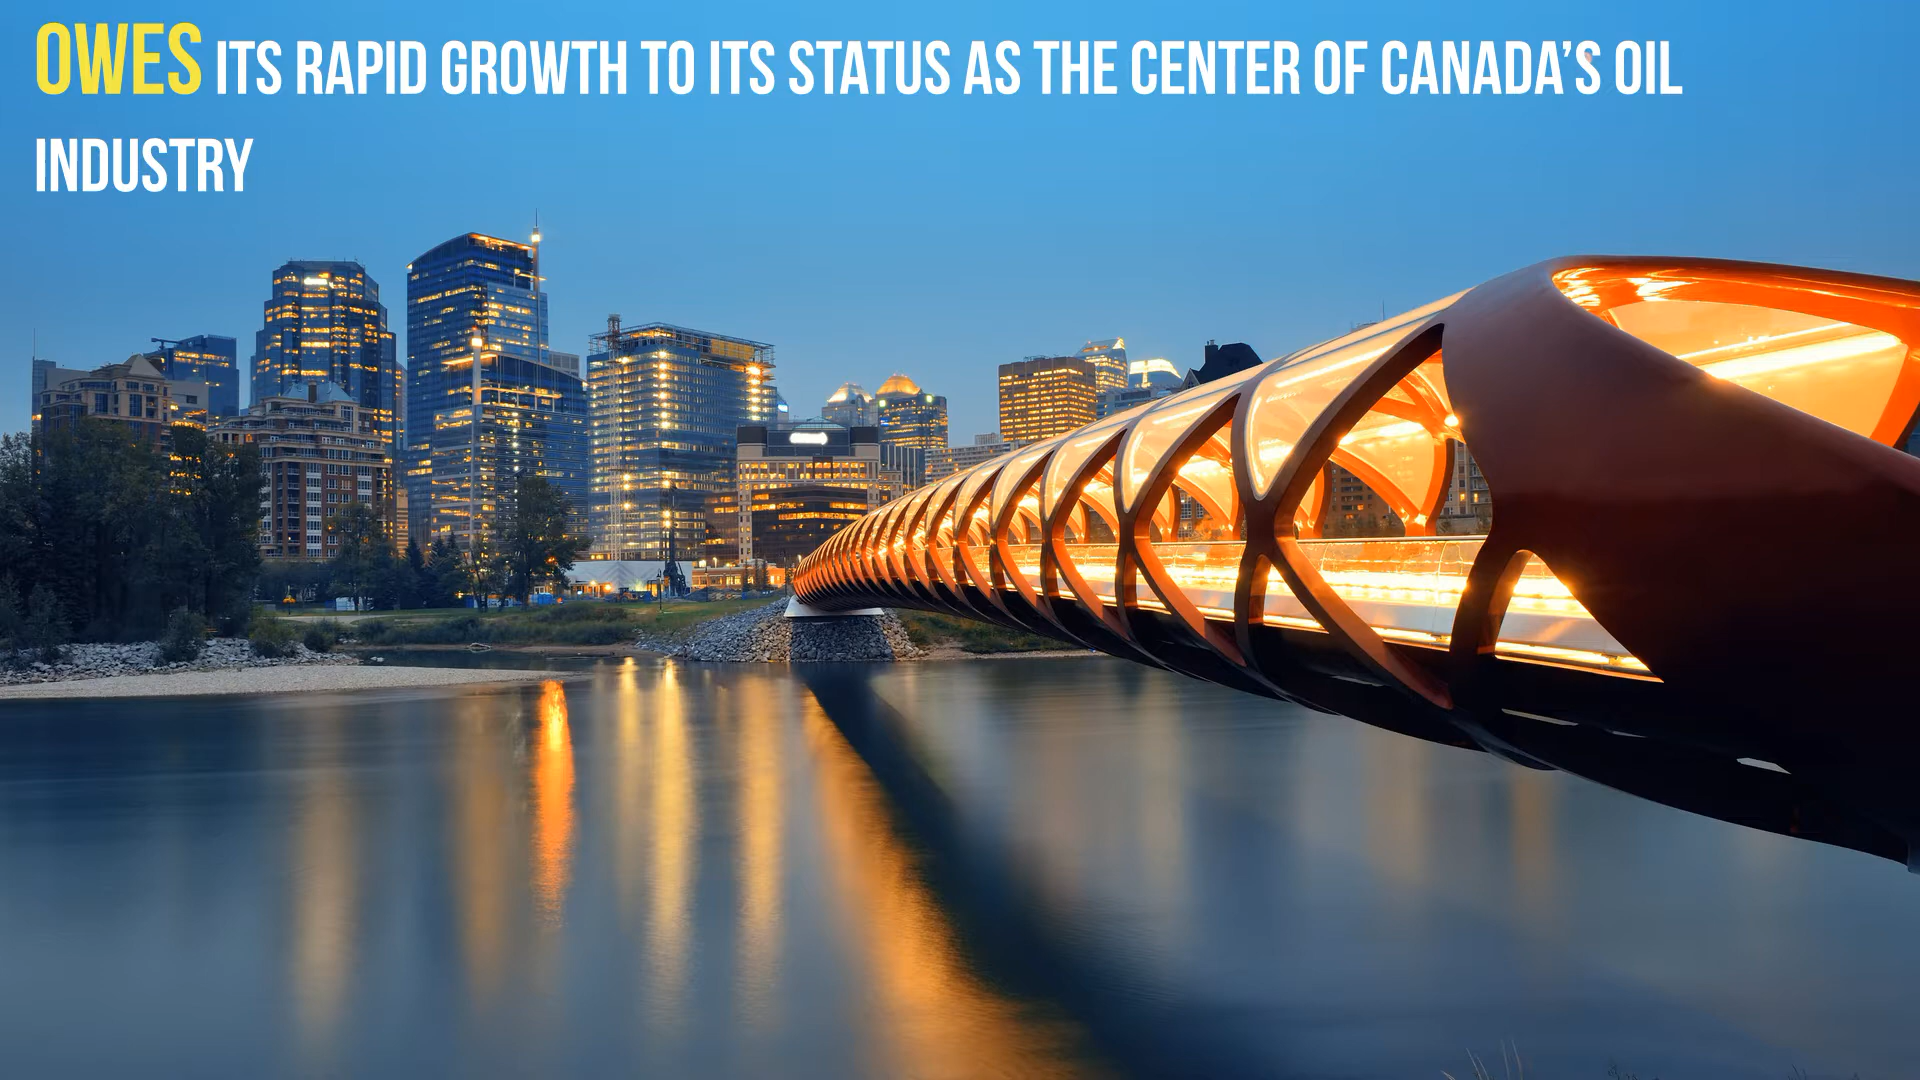 OWES ITS RAPID GROWTH TO ITS STATUS AS THE CENTER OF CANADA’S OIL
INDUSTRY